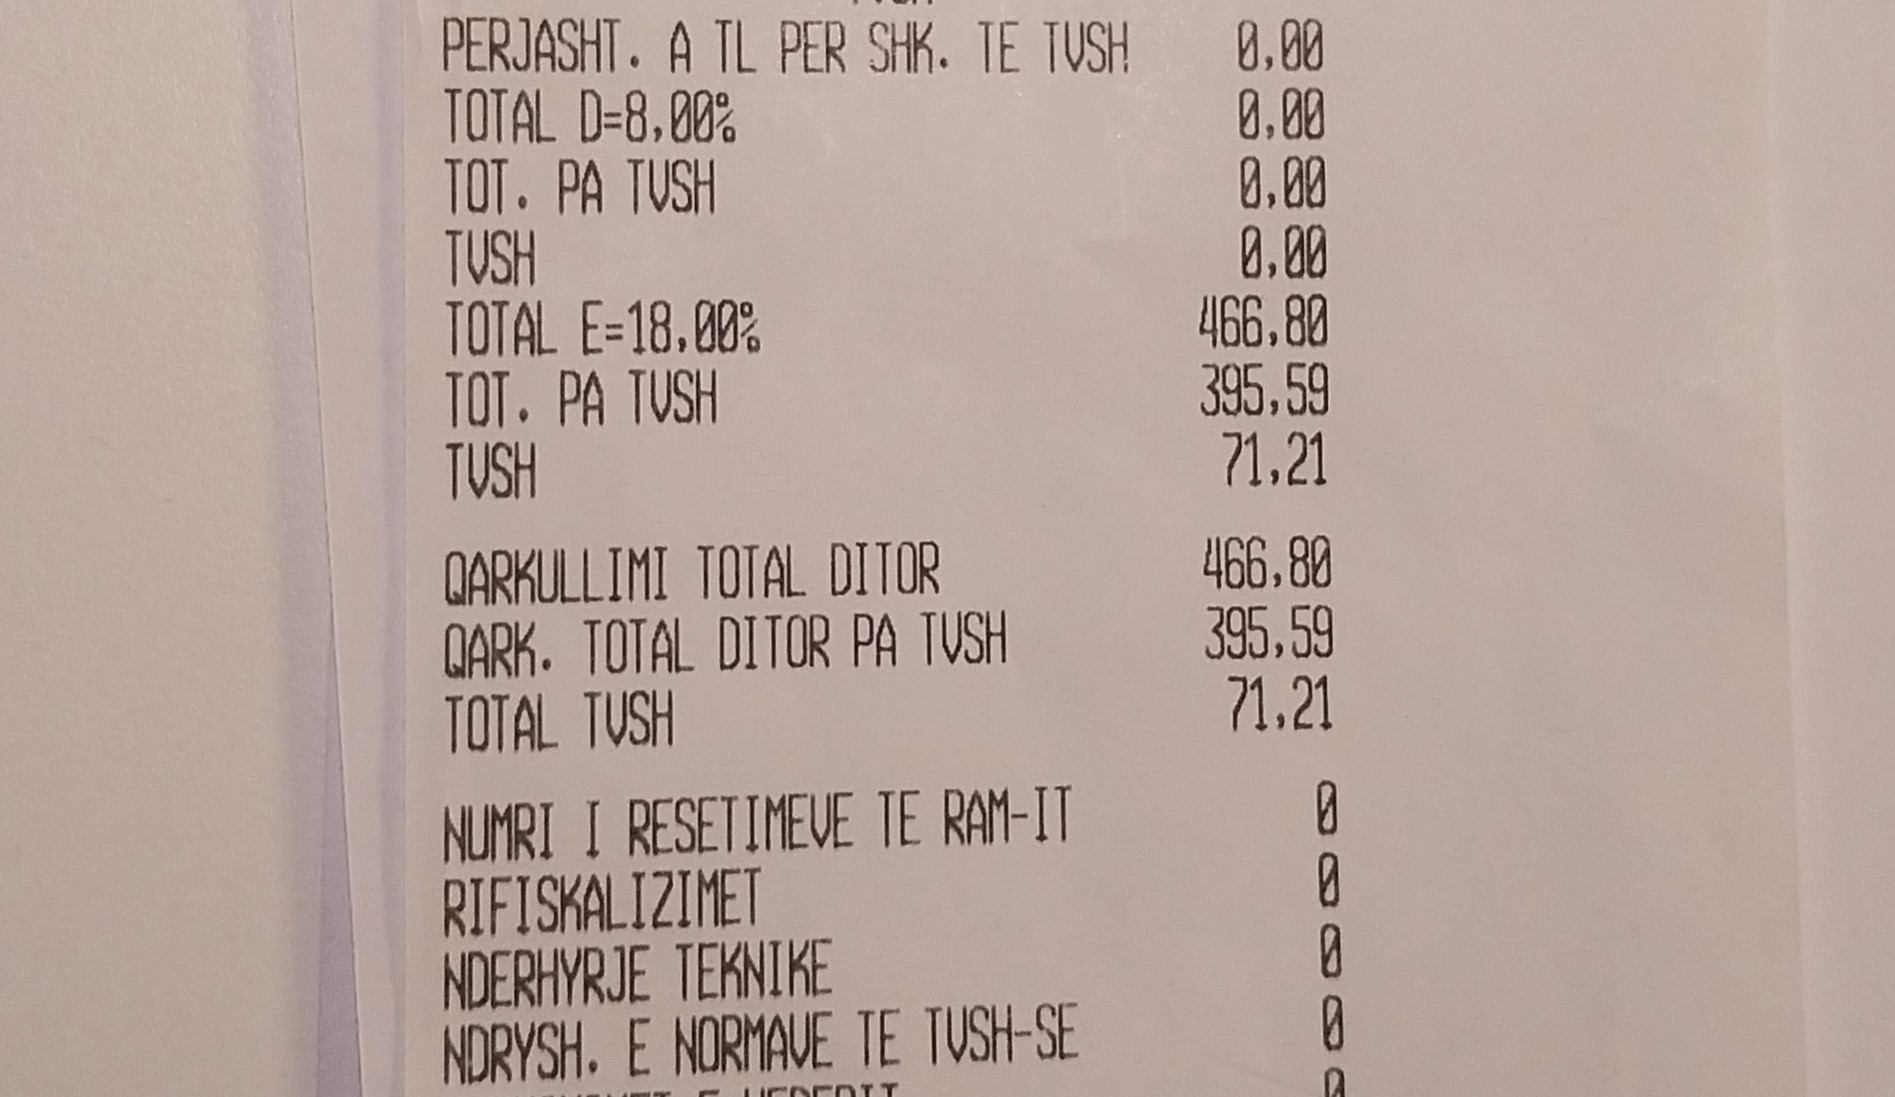 PERJASHT. A TL PER SHK. TE TVSH 0,00
TOTAL D=8,00% 0,00
TOT. PA TVSH 0,00
TVSH 0,00
TOTAL E=18,00% 466,80
TOT. PA TVSH 395,59
TVSH 71,21
QARKULLIMI TOTAL DITOR 466,80
QARK. TOTAL DITOR PA TVSH 395,59
TOTAL TVSH 71,21
NUMRI I RESETIMEVE TE RAM-IT 0
RIFISKALIZIMET 0
NDERHYRJE TEKNIKE 0
NDRYSH. E NORMAVE TE TVSH-SE 0